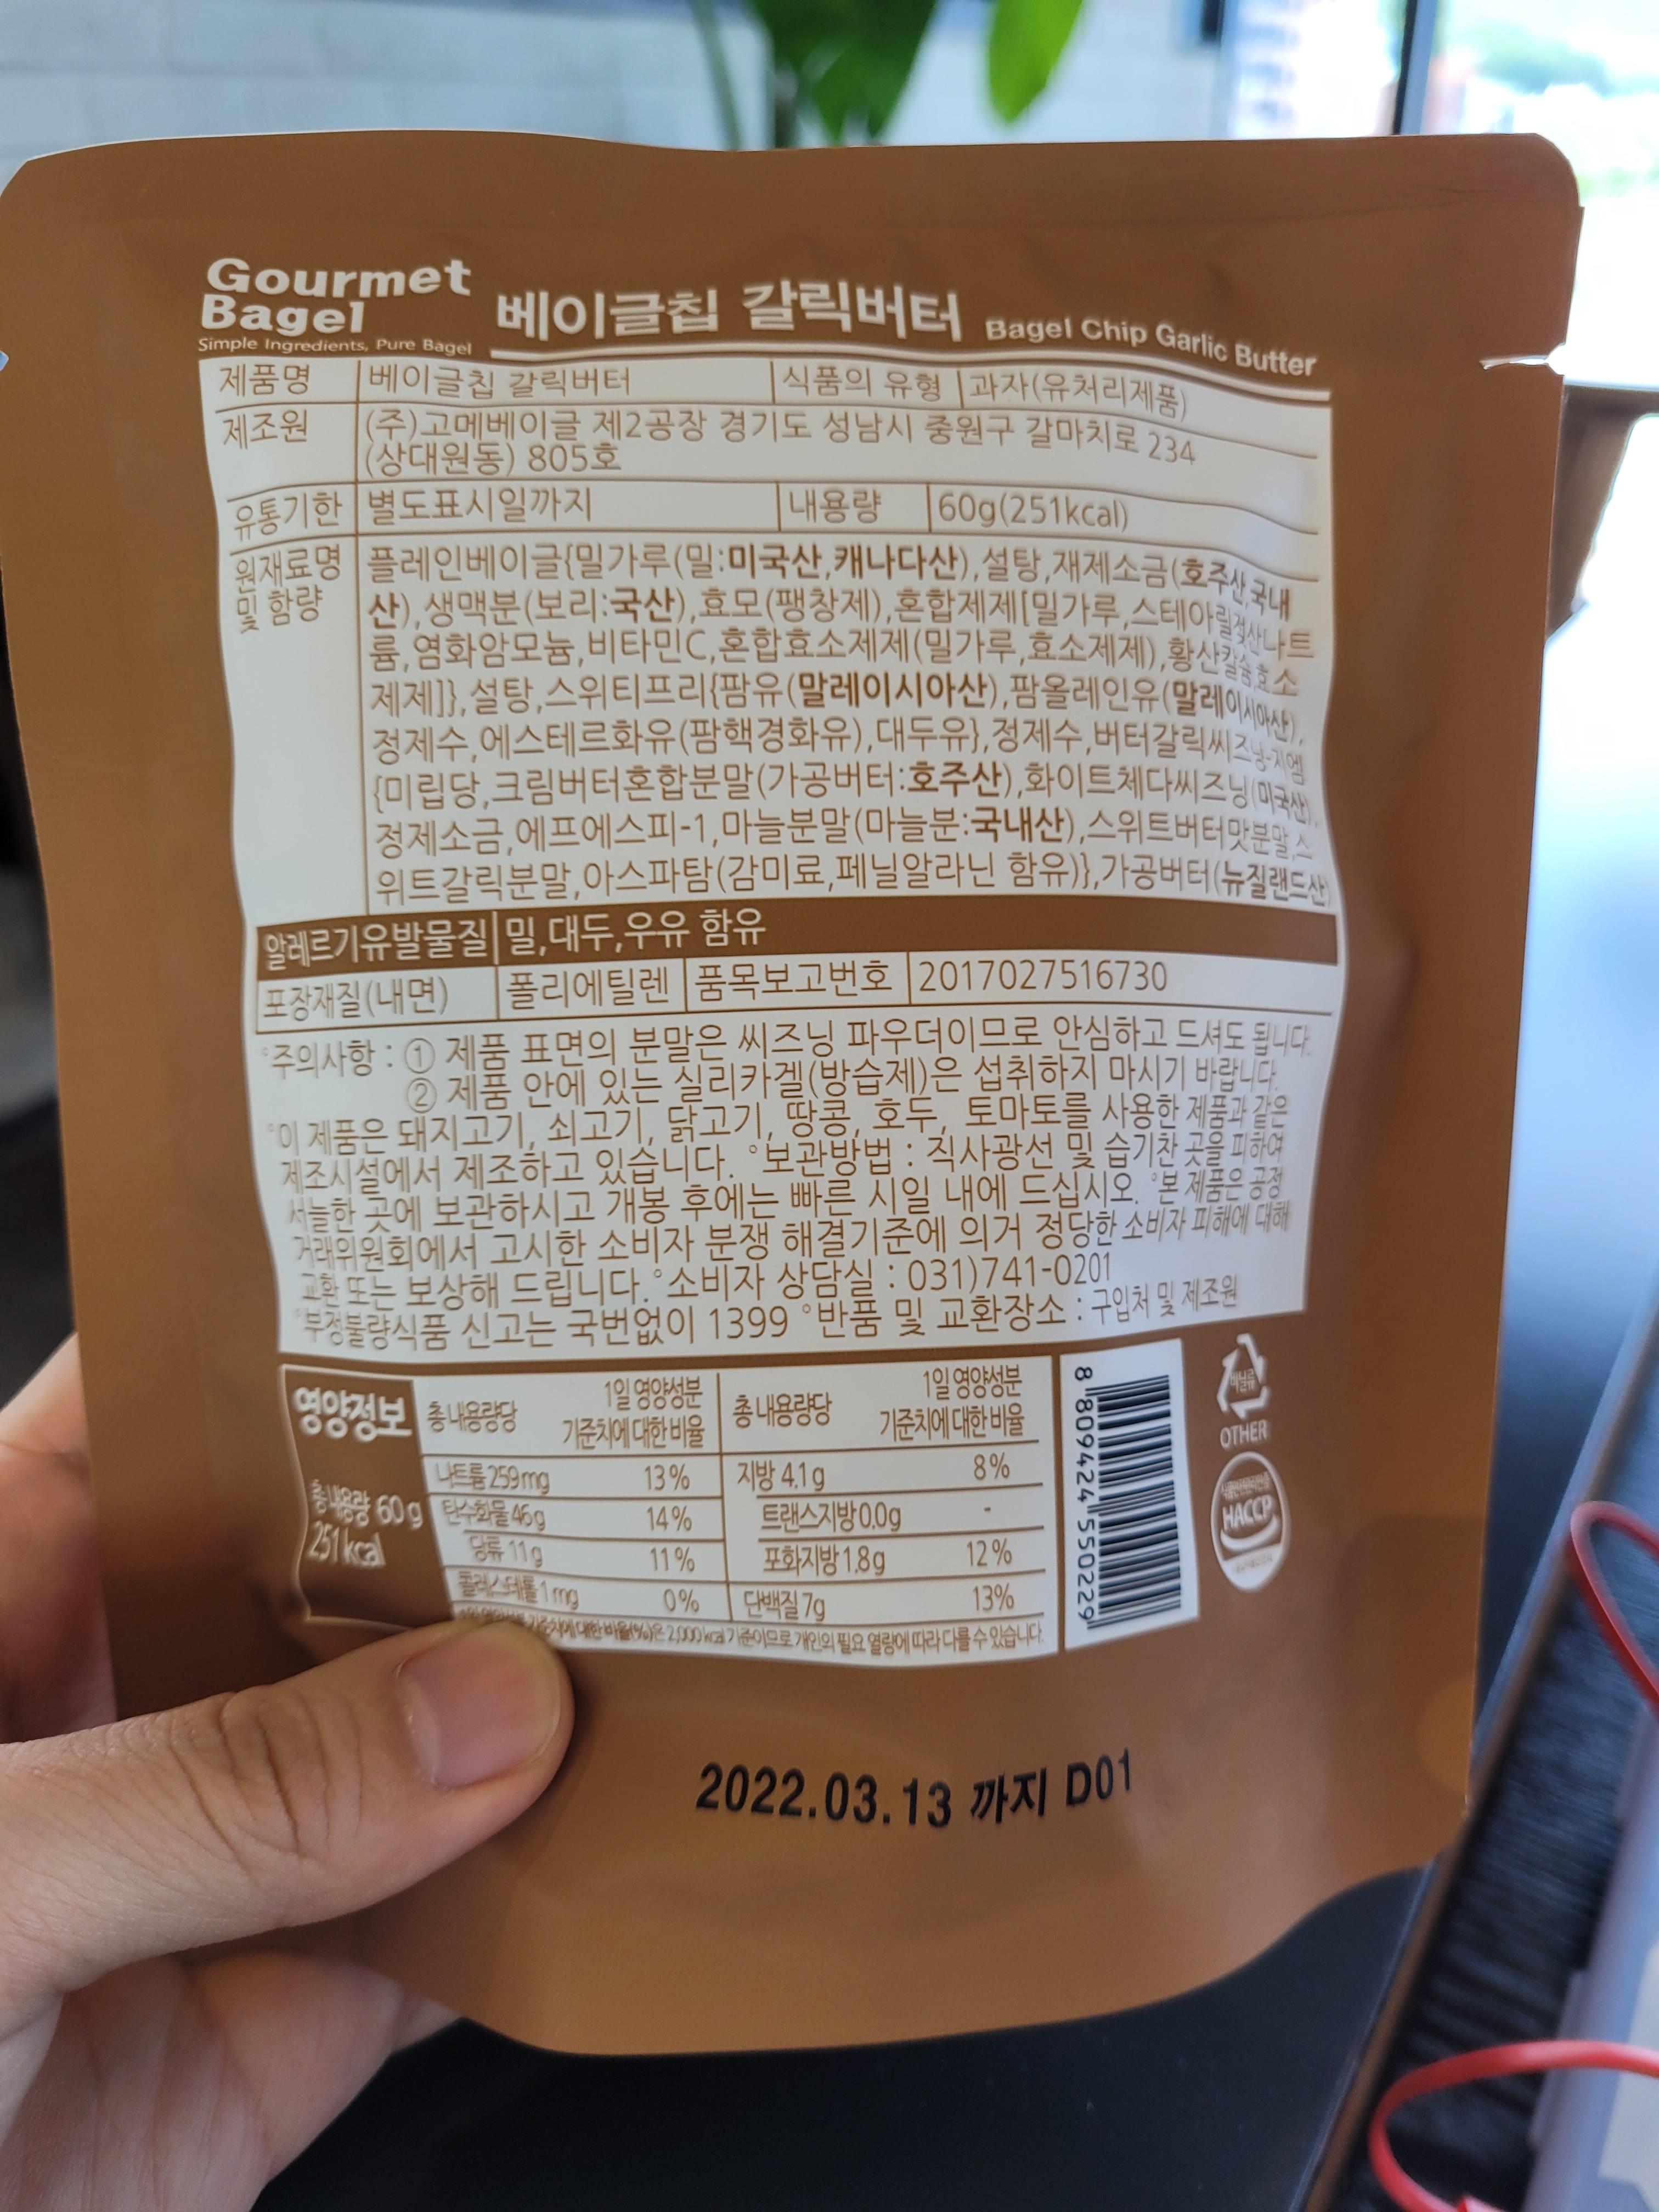 Gourmet
Bagel
Simple Ingredients, Pure Bagel
베이글칩 갈릭버터 Bagel Chip Garlic Butter
제품명 베이글칩 갈릭버터 식품의 유형 과자(유처리제품)
제조원 (주)고메베이글 제2공장 경기도 성남시 중원구 갈마치로 234
(상대원동) 805호
유통기한 별도표시일까지 내용량 60g(251kcal)
원재료명 플레인베이글{밀가루(밀:미국산,캐나다산),설탕,재제소금(호주산,국내
및 함량 산),생맥분(보리:국산),효모(팽창제),혼합제제[밀가루,스테아릴젖산나트
륨,염화암모늄,비타민C,혼합효소제제(밀가루,효소제제),황산칼슘,효소
제제]},설탕,스위티프리{팜유(말레이시아산),팜올레인유(말레이시아산),
정제수,에스테르화유(팜핵경화유),대두유},정제수,버터갈릭씨즈닝-지엠
{미립당,크림버터혼합분말(가공버터:호주산),화이트체다씨즈닝(미국산),
정제소금,에프에스피-1,마늘분말(마늘분:국내산),스위트버터맛분말,스
위트갈릭분말,아스파탐(감미료,페닐알라닌 함유)},가공버터(뉴질랜드산)
알레르기유발물질 밀,대두,우유 함유
포장재질(내면) 폴리에틸렌 품목보고번호 2017027516730
°주의사항 : ① 제품 표면의 분말은 씨즈닝 파우더이므로 안심하고 드셔도 됩니다.
② 제품 안에 있는 실리카겔(방습제)은 섭취하지 마시기 바랍니다.
°이 제품은 돼지고기, 쇠고기, 닭고기, 땅콩, 호두, 토마토를 사용한 제품과 같은
제조시설에서 제조하고 있습니다. °보관방법 : 직사광선 및 습기찬 곳을 피하여
서늘한 곳에 보관하시고 개봉 후에는 빠른 시일 내에 드십시오. °본 제품은 공정
거래위원회에서 고시한 소비자 분쟁 해결기준에 의거 정당한 소비자 피해에 대해
교환 또는 보상해 드립니다. °소비자 상담실 : 031)741-0201
°부정불량식품 신고는 국번없이 1399 °반품 및 교환장소 : 구입처 및 제조원
영양정보 총 내용량당 1일 영양성분 기준치에 대한 비율 총 내용량당 1일 영양성분 기준치에 대한 비율
총 내용량 60g
251kcal
나트륨 259mg 13% 지방 4.1g 8%
탄수화물 46g 14% 트랜스지방 0.0g -
당류 11g 11% 포화지방 1.8g 12%
콜레스테롤 1mg 0% 단백질 7g 13%
기준치에 대한 비율(%)은 2,000kcal 기준이므로 개인의 필요 열량에 따라 다를 수 있습니다.
8 809424 550229
비닐류
OTHER
HACCP
2022.03.13 까지 D01